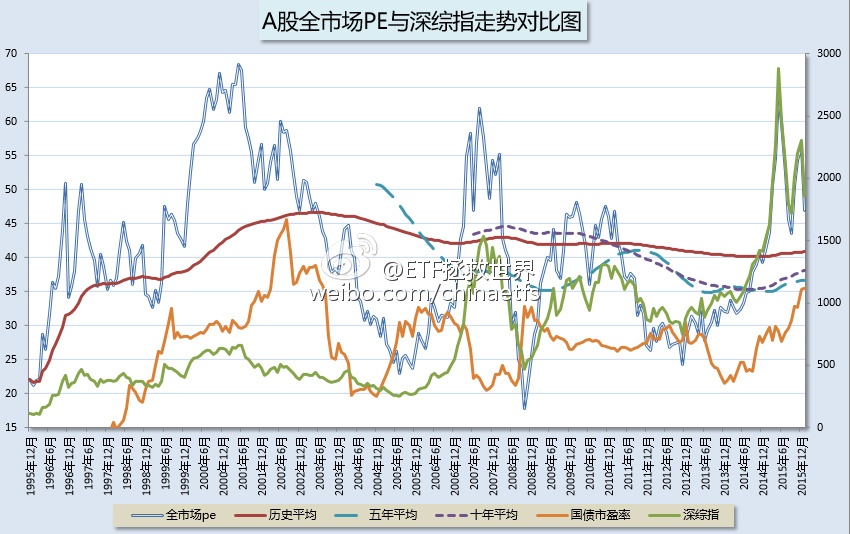 A股全市场PE与深综指走势对比图
70
65
60
55
50
45
40
35
30
25
20
15
3000
2500
2000
1500
1000
500
0
@ETF拯救世界
weibo.com/chinaetfs
1995年12月
1996年6月
1996年12月
1997年6月
1997年12月
1998年6月
1998年12月
1999年6月
1999年12月
2000年6月
2000年12月
2001年6月
2001年12月
2002年6月
2002年12月
2003年6月
2003年12月
2004年6月
2004年12月
2005年6月
2005年12月
2006年6月
2006年12月
2007年6月
2007年12月
2008年6月
2008年12月
2009年6月
2009年12月
2010年6月
2010年12月
2011年6月
2011年12月
2012年6月
2012年12月
2013年6月
2013年12月
2014年6月
2014年12月
2015年6月
2015年12月
全市场pe 历史平均 五年平均 十年平均 国债市盈率 深综指